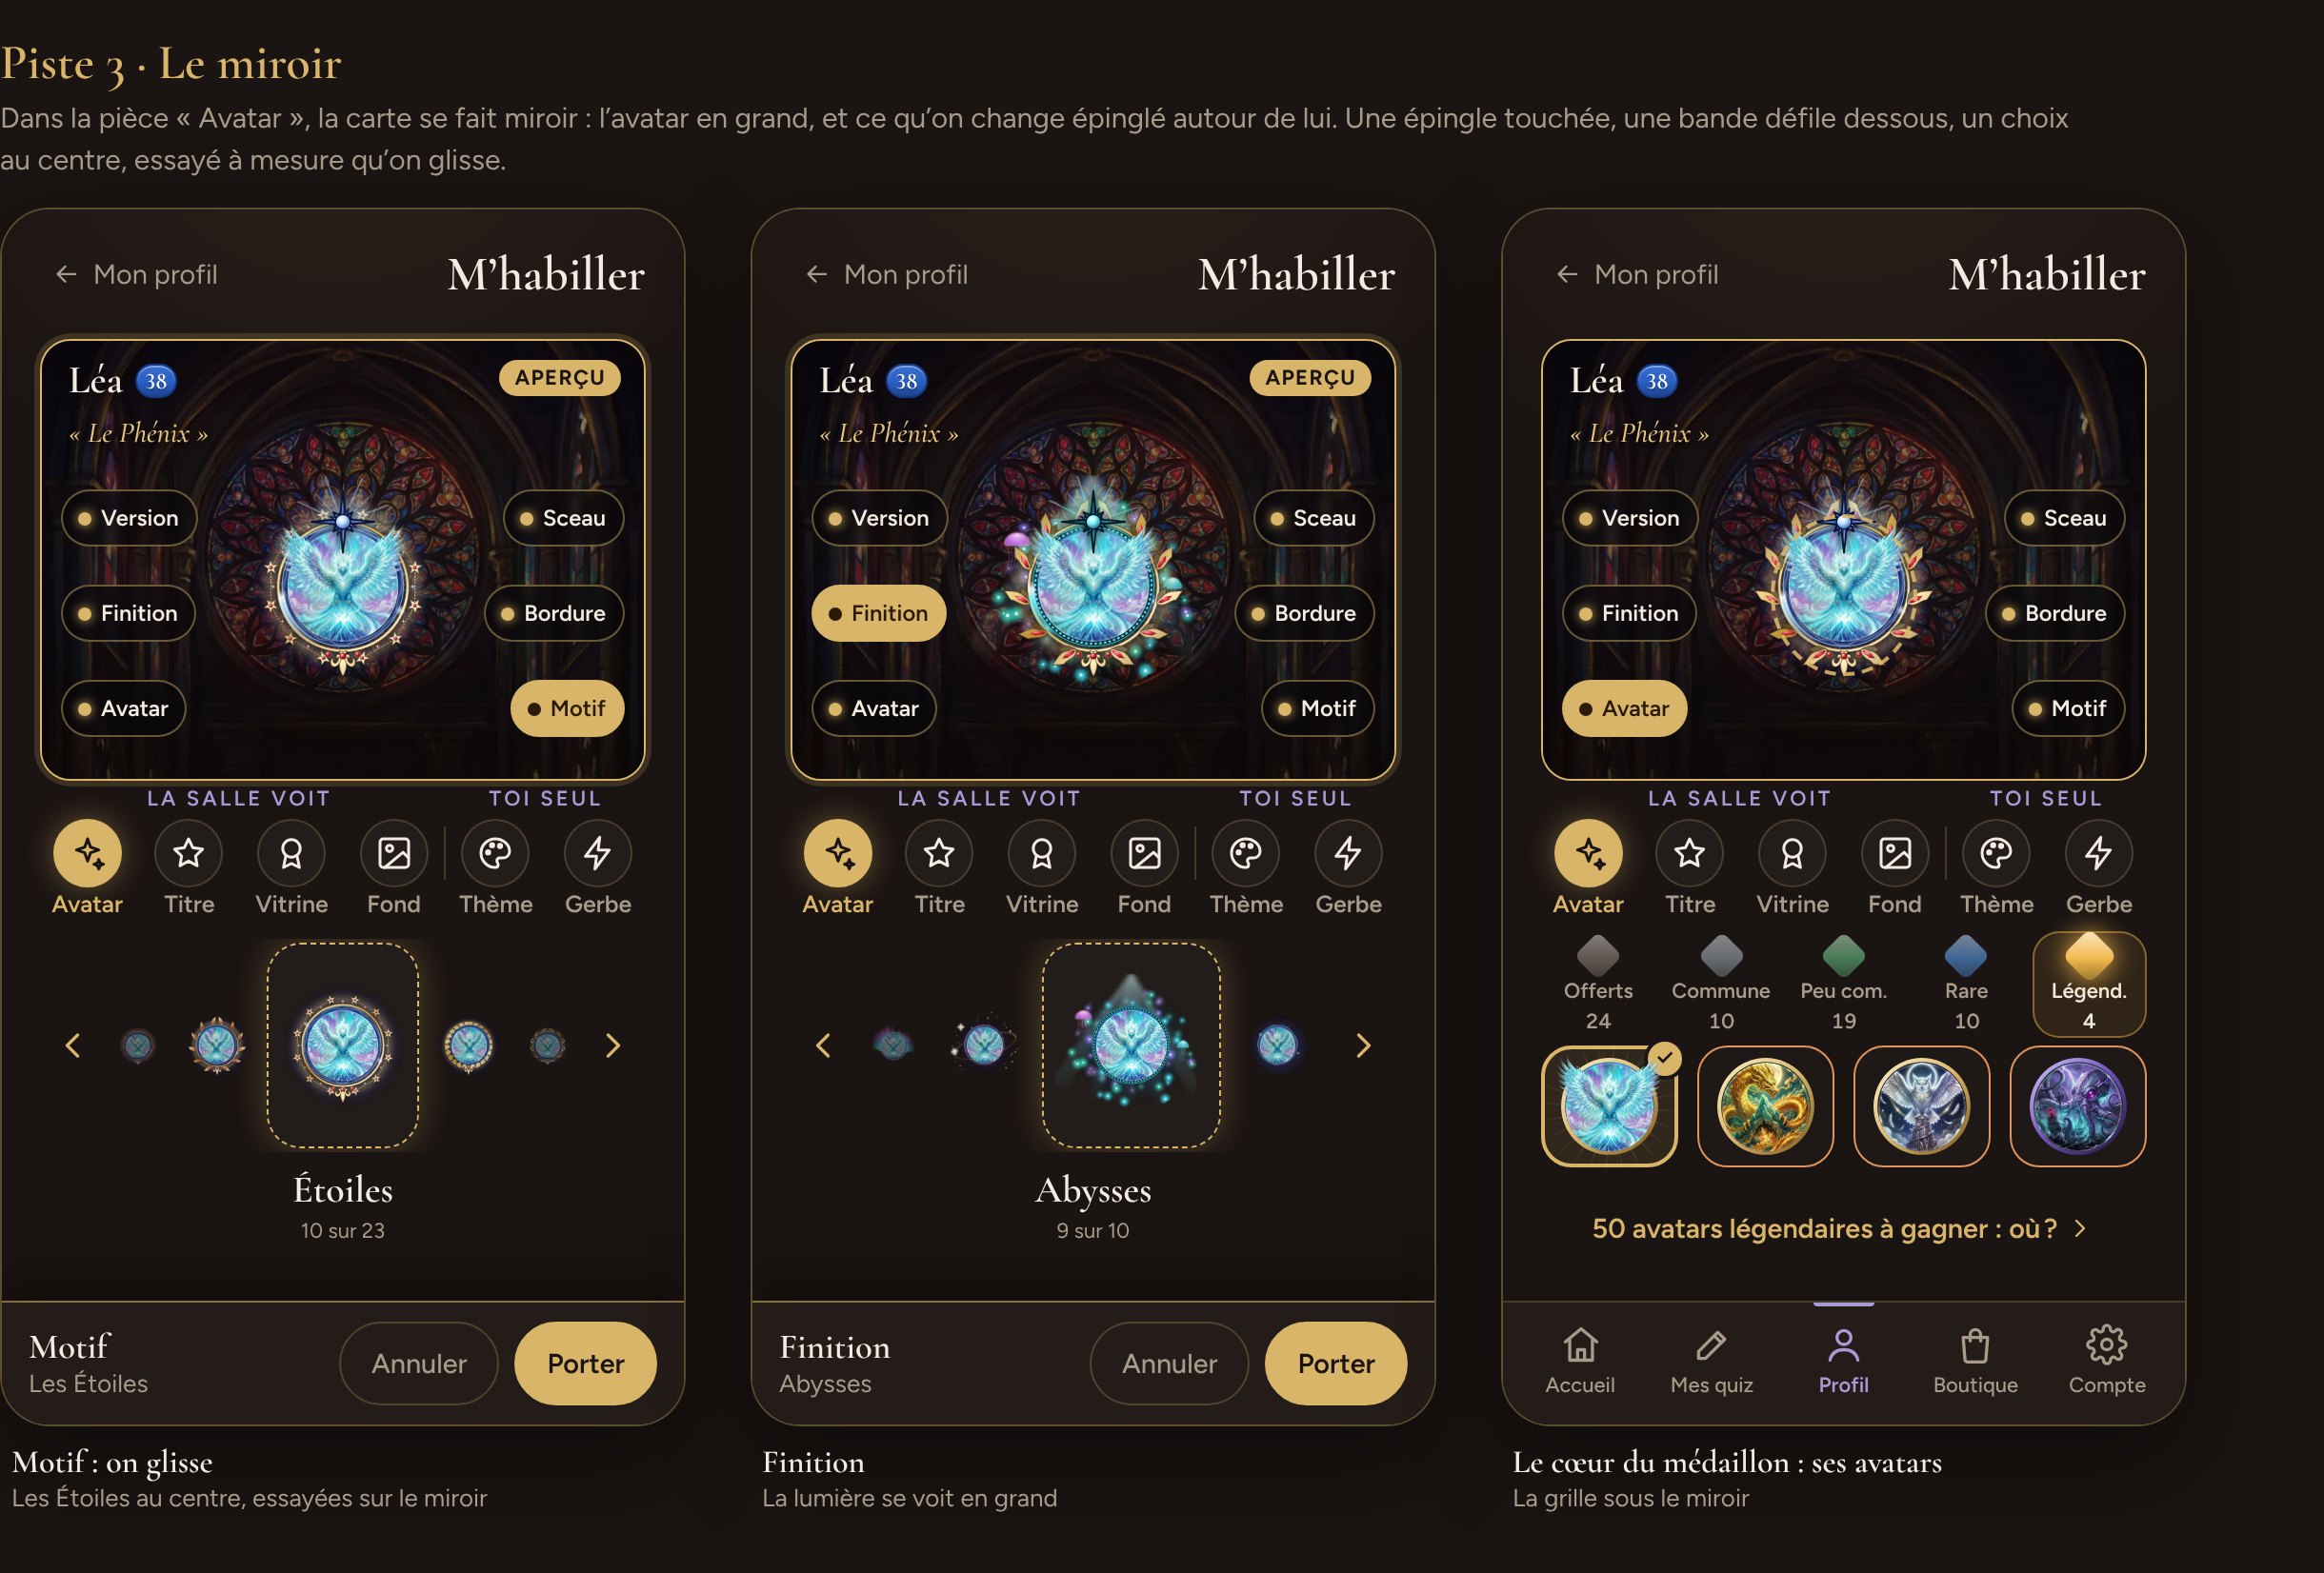 Piste 3 · Le miroir
Dans la pièce « Avatar », la carte se fait miroir : l’avatar en grand, et ce qu’on change épinglé autour de lui. Une épingle touchée, une bande défile dessous, un choix
au centre, essayé à mesure qu’on glisse.
← Mon profil
M’habiller
Léa 38
APERÇU
« Le Phénix »
Version
Sceau
Finition
Bordure
Avatar
Motif
LA SALLE VOIT
TOI SEUL
Avatar
Titre
Vitrine
Fond
Thème
Gerbe
Étoiles
10 sur 23
Motif
Les Étoiles
Annuler
Porter
Motif : on glisse
Les Étoiles au centre, essayées sur le miroir
← Mon profil
M’habiller
Léa 38
APERÇU
« Le Phénix »
Version
Sceau
Finition
Bordure
Avatar
Motif
LA SALLE VOIT
TOI SEUL
Avatar
Titre
Vitrine
Fond
Thème
Gerbe
Abysses
9 sur 10
Finition
Abysses
Annuler
Porter
Finition
La lumière se voit en grand
← Mon profil
M’habiller
Léa 38
« Le Phénix »
Version
Sceau
Finition
Bordure
Avatar
Motif
LA SALLE VOIT
TOI SEUL
Avatar
Titre
Vitrine
Fond
Thème
Gerbe
Offerts
24
Commune
10
Peu com.
19
Rare
10
Légend.
4
50 avatars légendaires à gagner : où ?
Accueil
Mes quiz
Profil
Boutique
Compte
Le cœur du médaillon : ses avatars
La grille sous le miroir